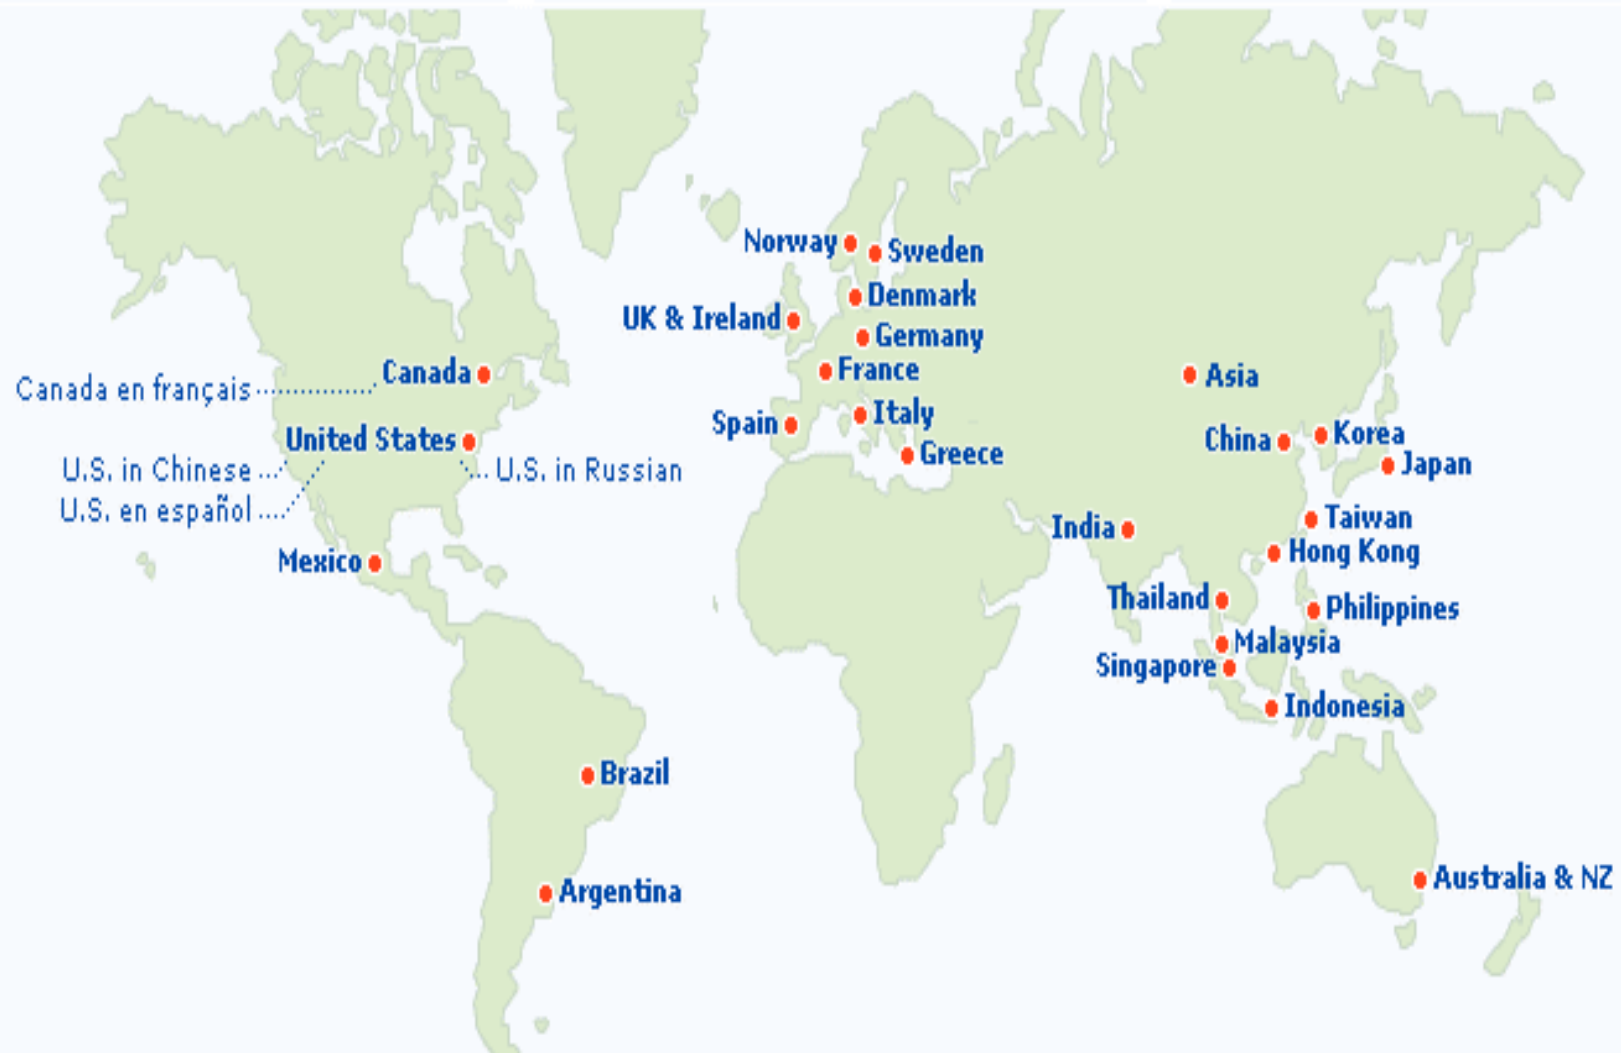 Norway
Sweden
Denmark
UK & Ireland
Germany
France
Canada
Canada en français
Asia
Spain
Italy
United States
China
Korea
Greece
Japan
U.S. in Chinese
U.S. in Russian
U.S. en español
Taiwan
India
Hong Kong
Mexico
Thailand
Philippines
Malaysia
Singapore
Indonesia
Brazil
Australia & NZ
Argentina